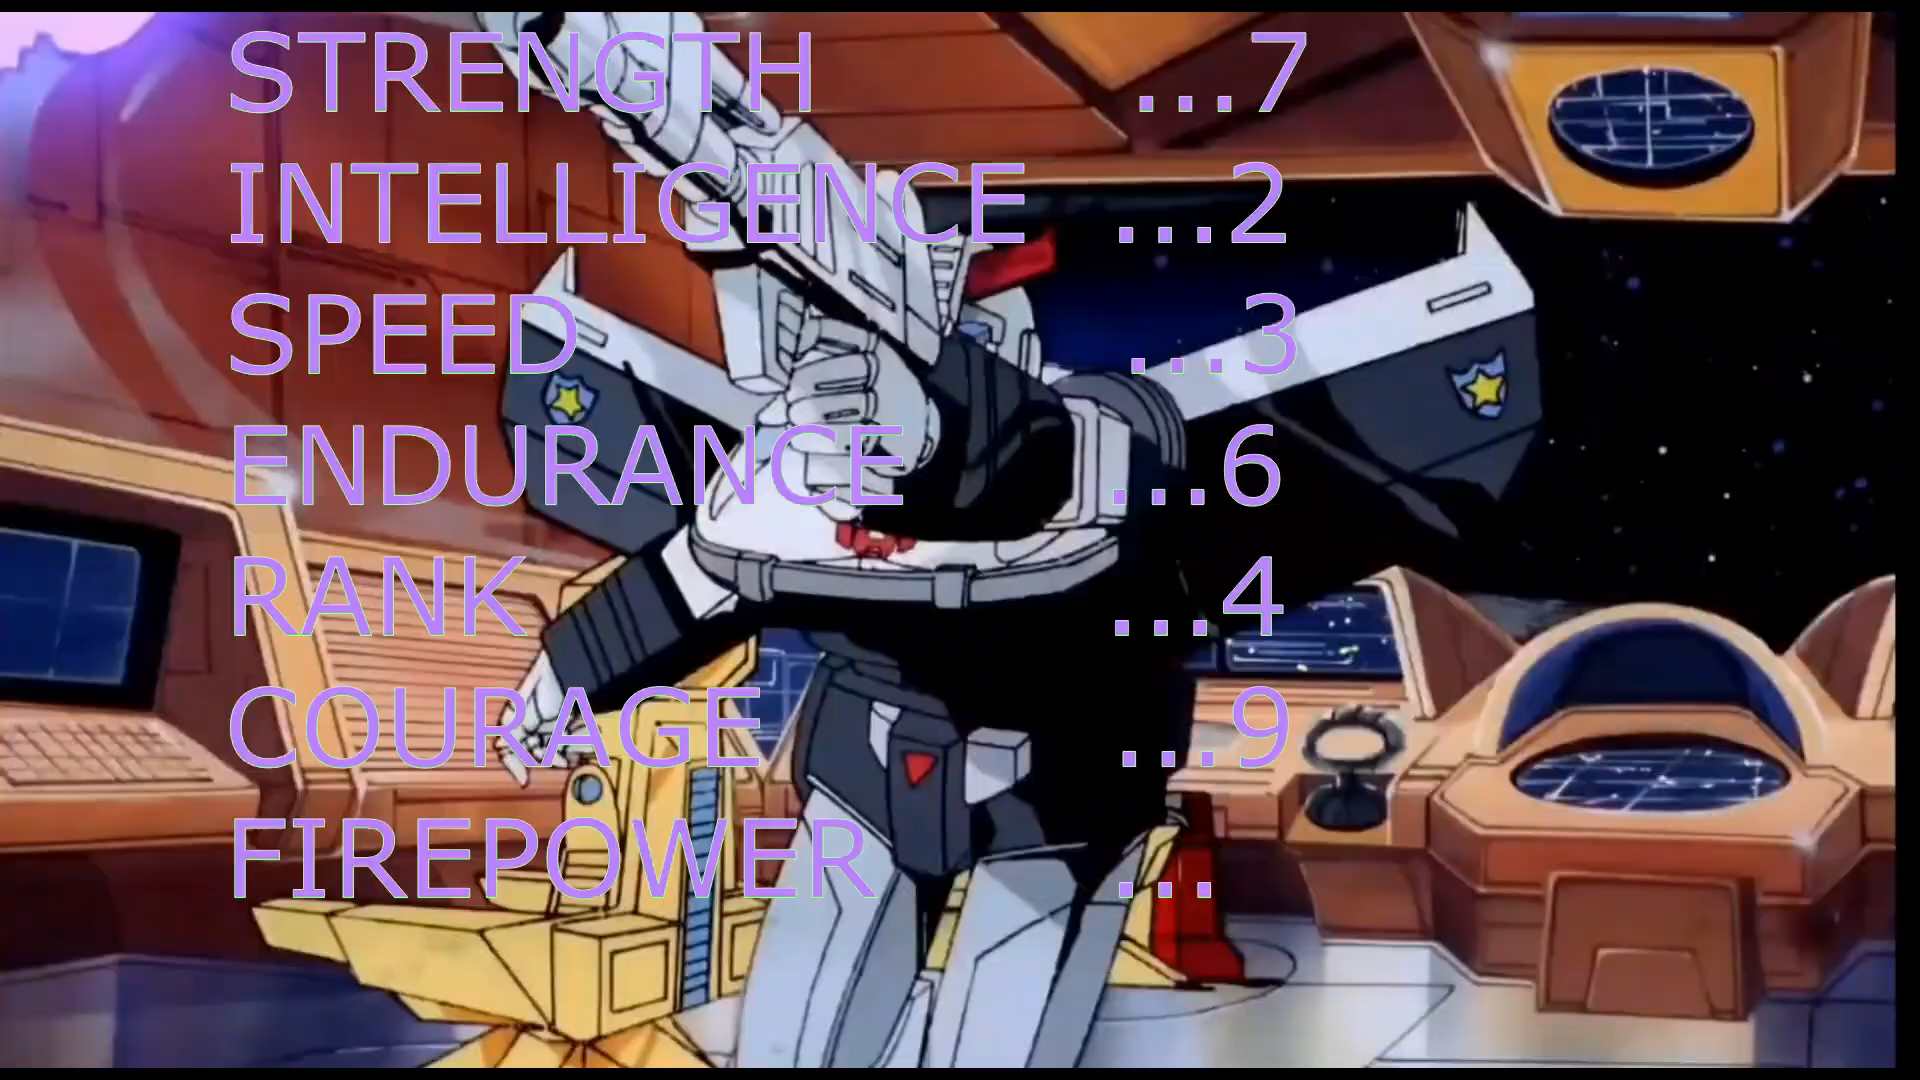 STRENGTH ...7
INTELLIGENCE ...2
SPEED ...3
ENDURANCE ...6
RANK ...4
COURAGE ...9
FIREPOWER ...